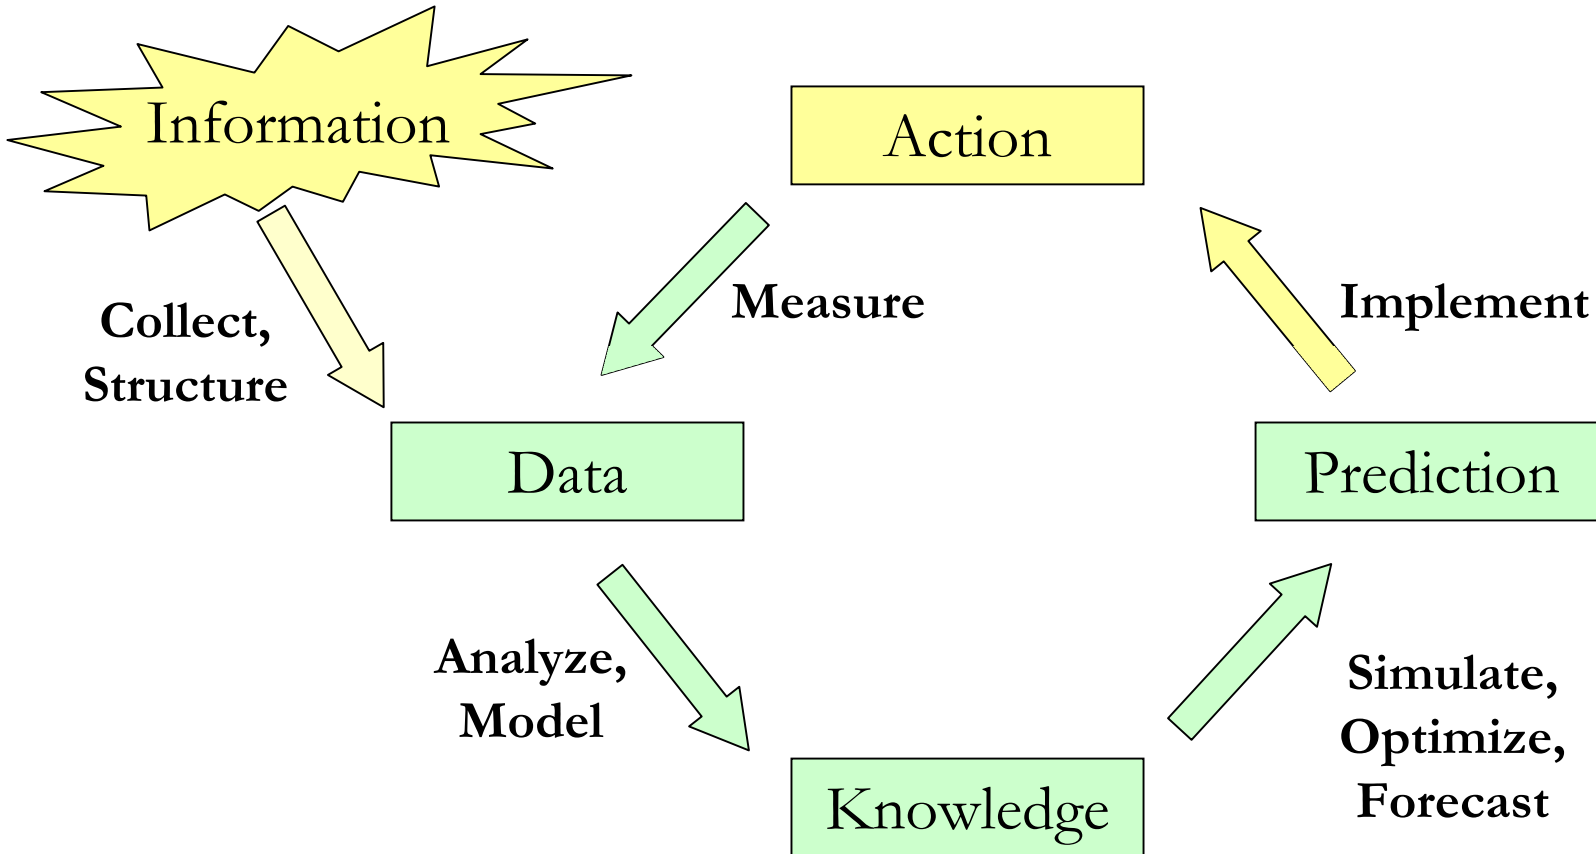 Information
Action
Collect,
Structure
Measure
Implement
Data
Prediction
Analyze,
Model
Simulate,
Optimize,
Forecast
Knowledge